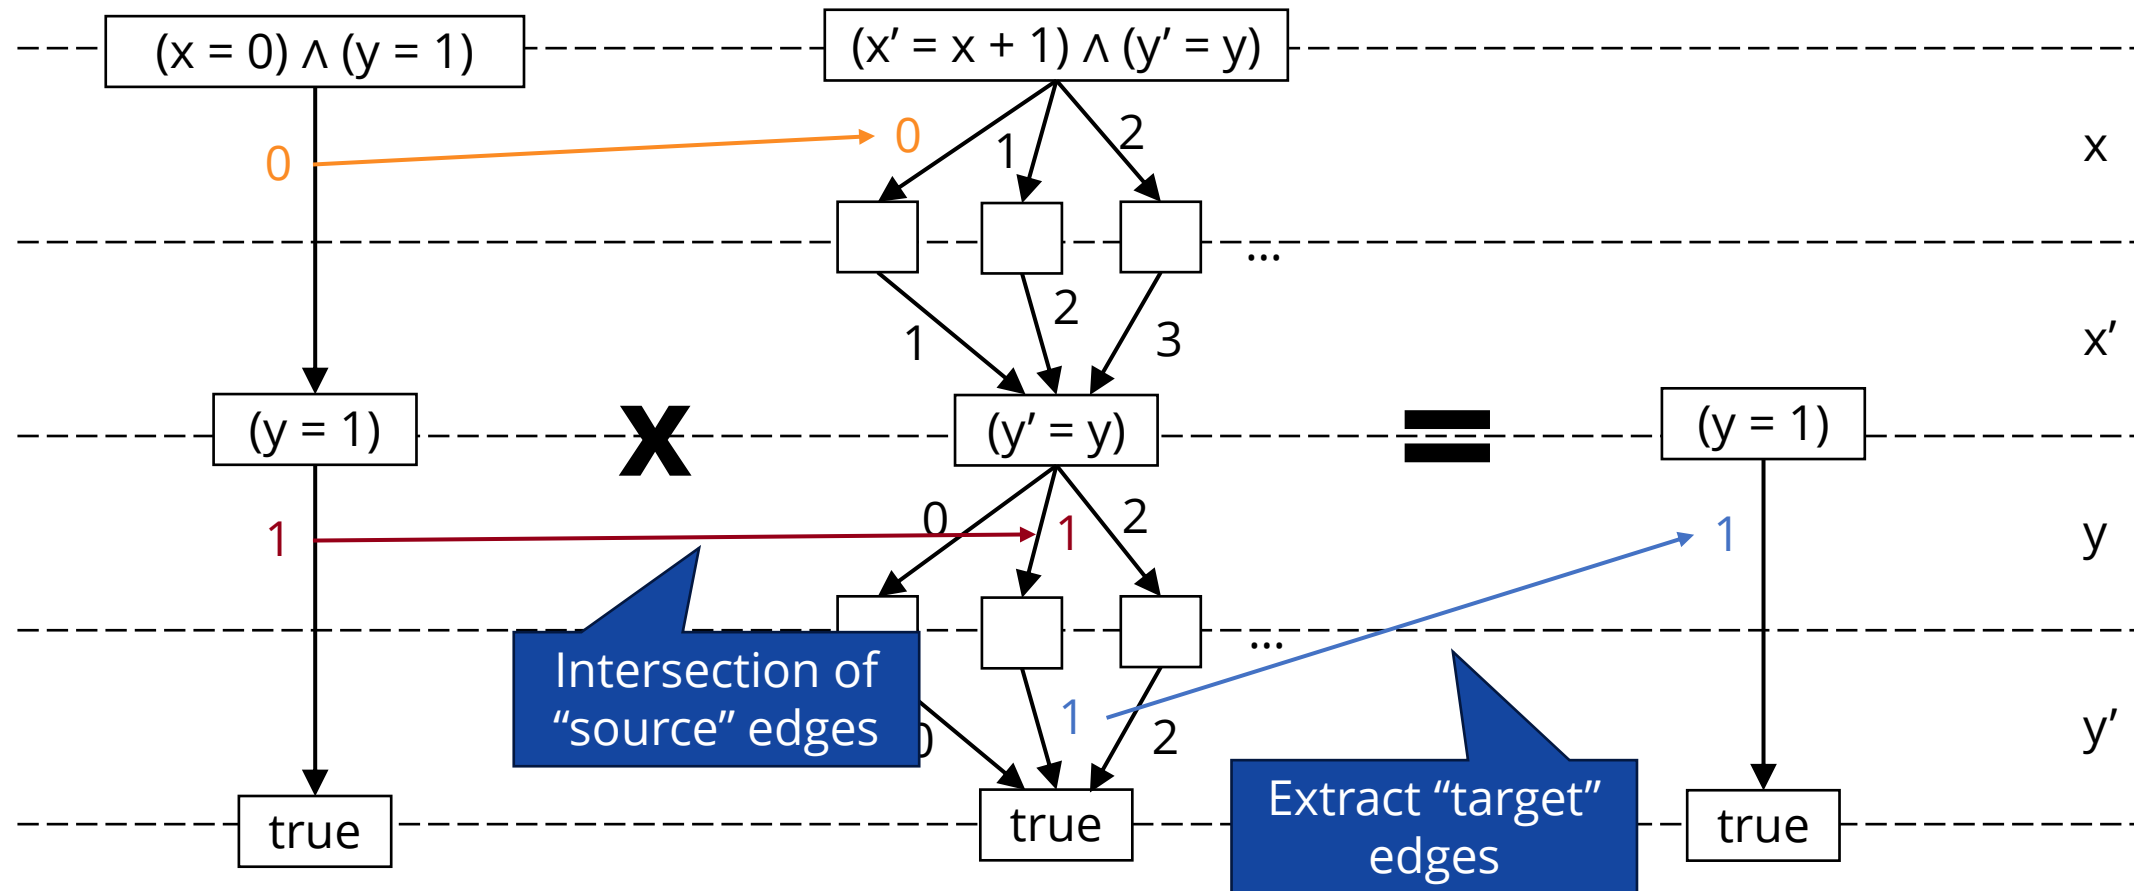 (x = 0) ∧ (y = 1)
(x’ = x + 1) ∧ (y’ = y)
0
0
1
2
x
...
1
2
3
x’
(y = 1)
x
(y’ = y)
=
(y = 1)
1
0
1
2
1
y
...
Intersection of
“source” edges
0
1
2
y’
Extract “target”
edges
true
true
true